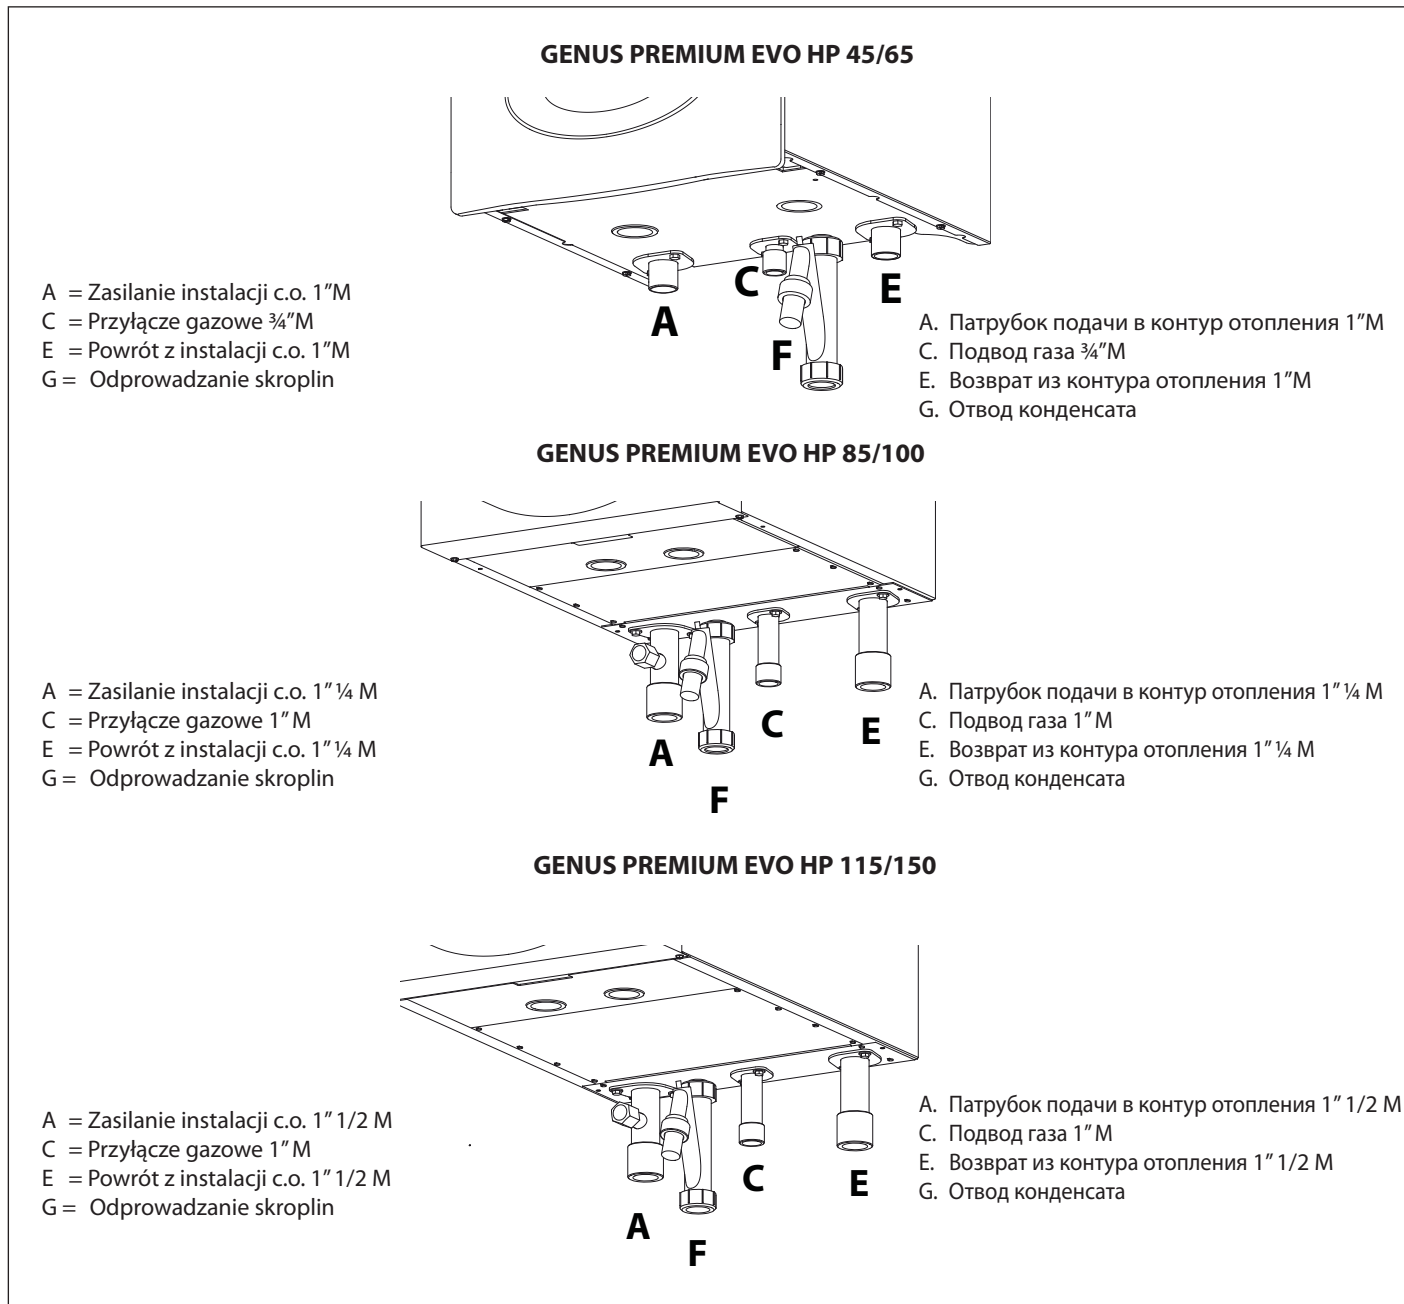 GENUS PREMIUM EVO HP 45/65
A = Zasilanie instalacji c.o. 1”M
C = Przyłącze gazowe ¾”M
E = Powrót z instalacji c.o. 1”M
G = Odprowadzanie skroplin
A
C
F
E
A. Патрубок подачи в контур отопления 1”M
C. Подвод газа ¾”M
E. Возврат из контура отопления 1”M
G. Отвод конденсата
GENUS PREMIUM EVO HP 85/100
A = Zasilanie instalacji c.o. 1” ¼ M
C = Przyłącze gazowe 1” M
E = Powrót z instalacji c.o. 1” ¼ M
G = Odprowadzanie skroplin
A
F
C
E
A. Патрубок подачи в контур отопления 1” ¼ M
C. Подвод газа 1” M
E. Возврат из контура отопления 1” ¼ M
G. Отвод конденсата
GENUS PREMIUM EVO HP 115/150
A = Zasilanie instalacji c.o. 1” 1/2 M
C = Przyłącze gazowe 1” M
E = Powrót z instalacji c.o. 1” 1/2 M
G = Odprowadzanie skroplin
A
F
C
E
A. Патрубок подачи в контур отопления 1” 1/2 M
C. Подвод газа 1” M
E. Возврат из контура отопления 1” 1/2 M
G. Отвод конденсата